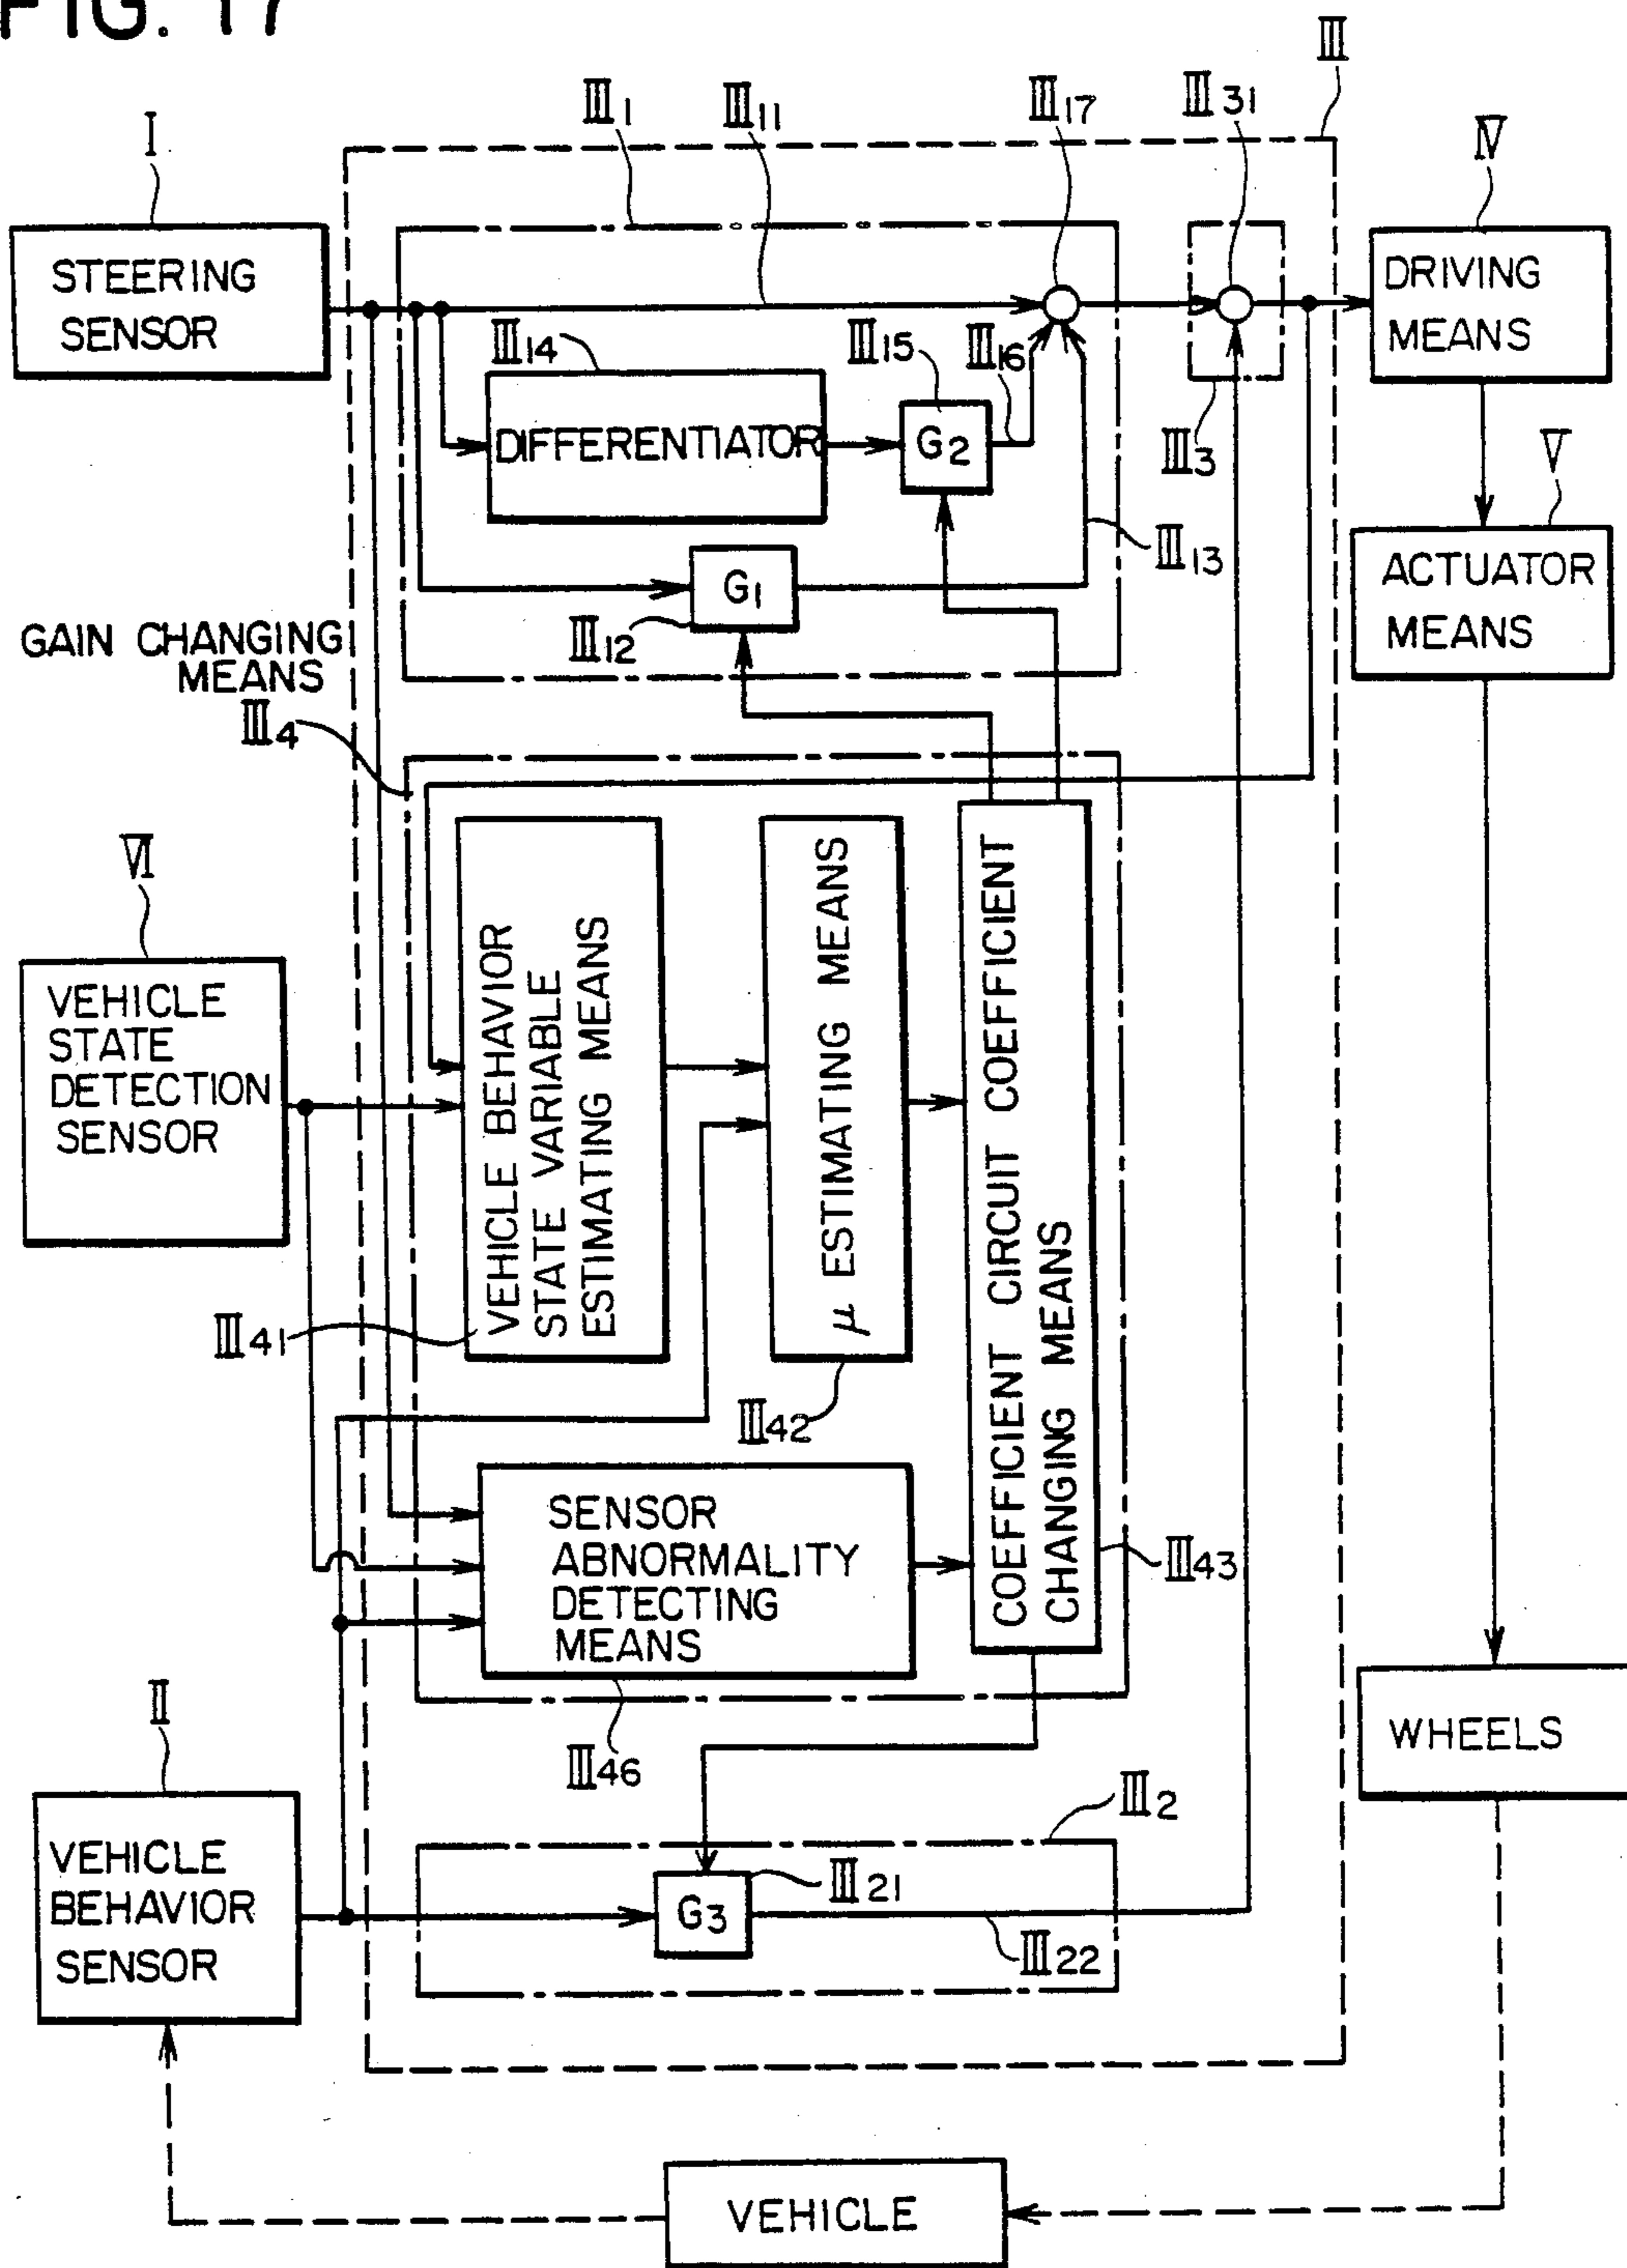 FIG. 17
III
III1
III11
III17
III31
I
IV
STEERING
SENSOR
DRIVING
MEANS
III14
III15
III16
DIFFERENTIATOR
G2
III3
V
III13
G1
III12
ACTUATOR
MEANS
GAIN CHANGING
MEANS
III4
VI
VEHICLE
STATE
DETECTION
SENSOR
VEHICLE BEHAVIOR
STATE VARIABLE
ESTIMATING MEANS
μ ESTIMATING MEANS
COEFFICIENT CIRCUIT COEFFICIENT
CHANGING MEANS
III41
III42
SENSOR
ABNORMALITY
DETECTING
MEANS
III43
II
III46
WHEELS
III2
VEHICLE
BEHAVIOR
SENSOR
G3
III21
III22
VEHICLE